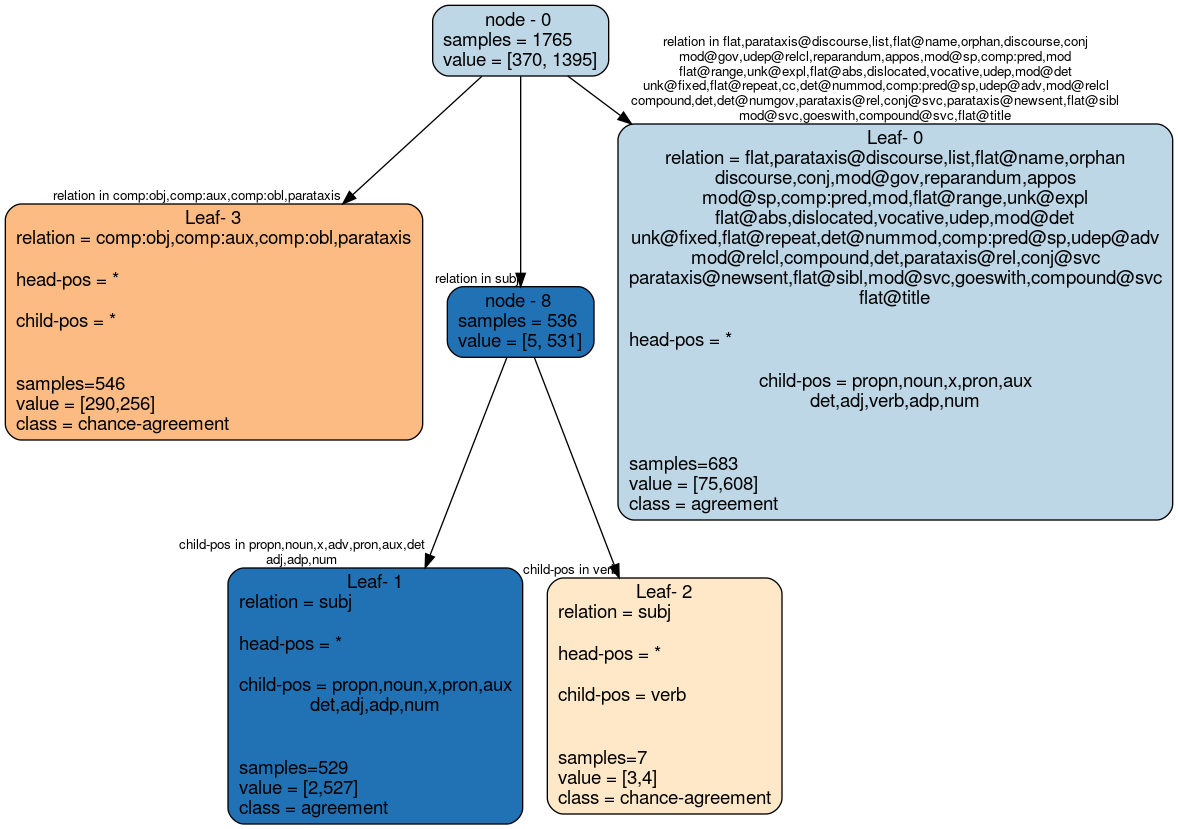 node - 0
samples = 1765
value = [370, 1395]
relation in flat,parataxis@discourse,list,flat@name,orphan,discourse,conj
mod@gov,udep@relcl,reparandum,appos,mod@sp,comp:pred,mod
flat@range,unk@expl,flat@abs,dislocated,vocative,udep,mod@det
unk@fixed,flat@repeat,cc,det@nummod,comp:pred@sp,udep@adv,mod@relcl
compound,det,det@numgov,parataxis@rel,conj@svc,parataxis@newsent,flat@sibl
mod@svc,goeswith,compound@svc,flat@title
Leaf- 0
relation = flat,parataxis@discourse,list,flat@name,orphan
discourse,conj,mod@gov,reparandum,appos
mod@sp,comp:pred,mod,flat@range,unk@expl
flat@abs,dislocated,vocative,udep,mod@det
unk@fixed,flat@repeat,det@nummod,comp:pred@sp,udep@adv
mod@relcl,compound,det,parataxis@rel,conj@svc
parataxis@newsent,flat@sibl,mod@svc,goeswith,compound@svc
flat@title
head-pos = *
child-pos = propn,noun,x,pron,aux
det,adj,verb,adp,num
samples=683
value = [75,608]
class = agreement
relation in comp:obj,comp:aux,comp:obl,parataxis
Leaf- 3
relation = comp:obj,comp:aux,comp:obl,parataxis
head-pos = *
child-pos = *
samples=546
value = [290,256]
class = chance-agreement
relation in subj
node - 8
samples = 536
value = [5, 531]
child-pos in propn,noun,x,adv,pron,aux,det
adj,adp,num
Leaf- 1
relation = subj
head-pos = *
child-pos = propn,noun,x,pron,aux
det,adj,adp,num
samples=529
value = [2,527]
class = agreement
child-pos in verb
Leaf- 2
relation = subj
head-pos = *
child-pos = verb
samples=7
value = [3,4]
class = chance-agreement